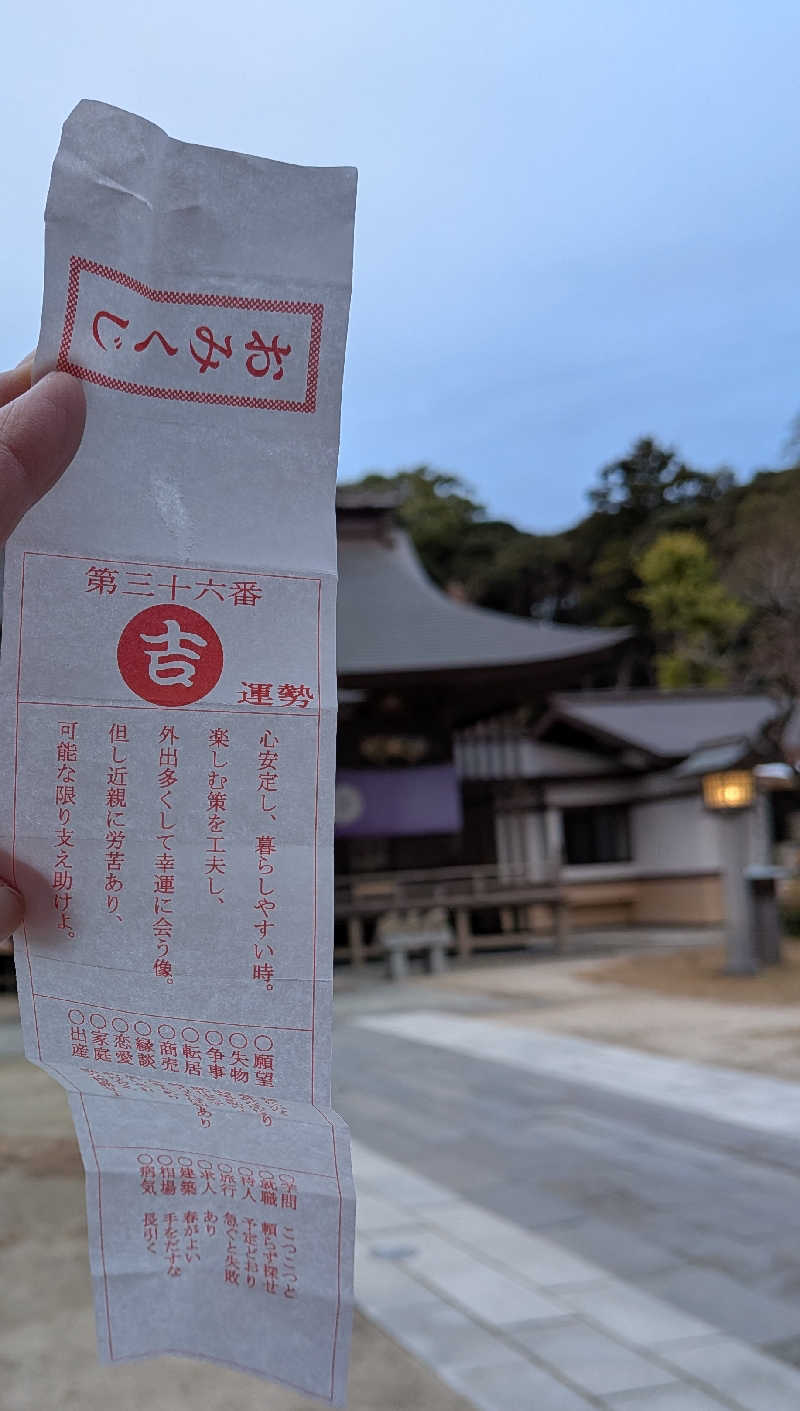 おみくじ
第三十六番
吉
運勢
心安定し、暮らしやすい時。
楽しむ策を工夫し、
外出多くして幸運に会う像。
但し近親に労苦あり、
可能な限り支え助けよ。
○願望
○失物
○争事
○転居
○商売
○縁談
○恋愛
○家庭
○出産
○学問 こつこつと
○就職 頼らず探せ
○待人 予定どおり
○旅行 急ぐと失敗
○求人 あり
○建築 春がよい
○相場 手をだすな
○病気 長引く